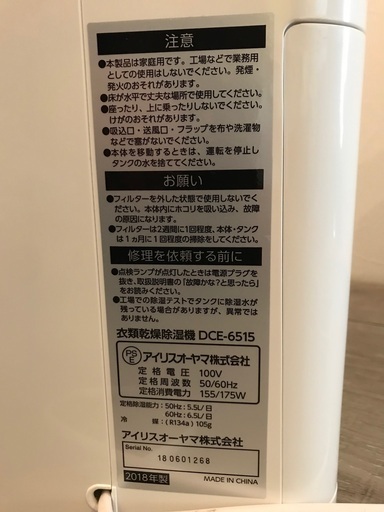 注意
●本製品は家庭用です。工場などで業務用
としての使用はしないでください。発煙・
発火のおそれがあります。
●床が水平で丈夫な場所で使用してください。
●座ったり、上に乗ったりしないでください。
けがのおそれがあります。
●吸込口・送風口・フラップを布や洗濯物
などで塞がないでください。
●本体を移動するときは、運転を停止し
タンクの水を捨ててください。
お願い
●フィルターを外した状態で使用しないでく
ださい。本体内にホコリを吸い込み、故障
の原因になります。
●フィルターは2週間に1回程度、本体・タンク
は1ヵ月に1回程度の掃除をしてください。
修理を依頼する前に
●点検ランプが点灯したときは電源プラグを
抜き、取扱説明書の「故障かな?と思ったら」
をお読みください。
●工場での除湿テストでタンクに除湿水が
残っている場合がありますが、異常では
ありません。
衣類乾燥除湿機 DCE-6515
PS
E
アイリスオーヤマ株式会社
定格電圧 100V
定格周波数 50/60Hz
定格消費電力 155/175W
定格除湿能力:50Hz:5.5L/日
60Hz:6.5L/日
冷媒:(R134a)105g
アイリスオーヤマ株式会社
Serial No.
180601268
2018年製 MADE IN CHINA